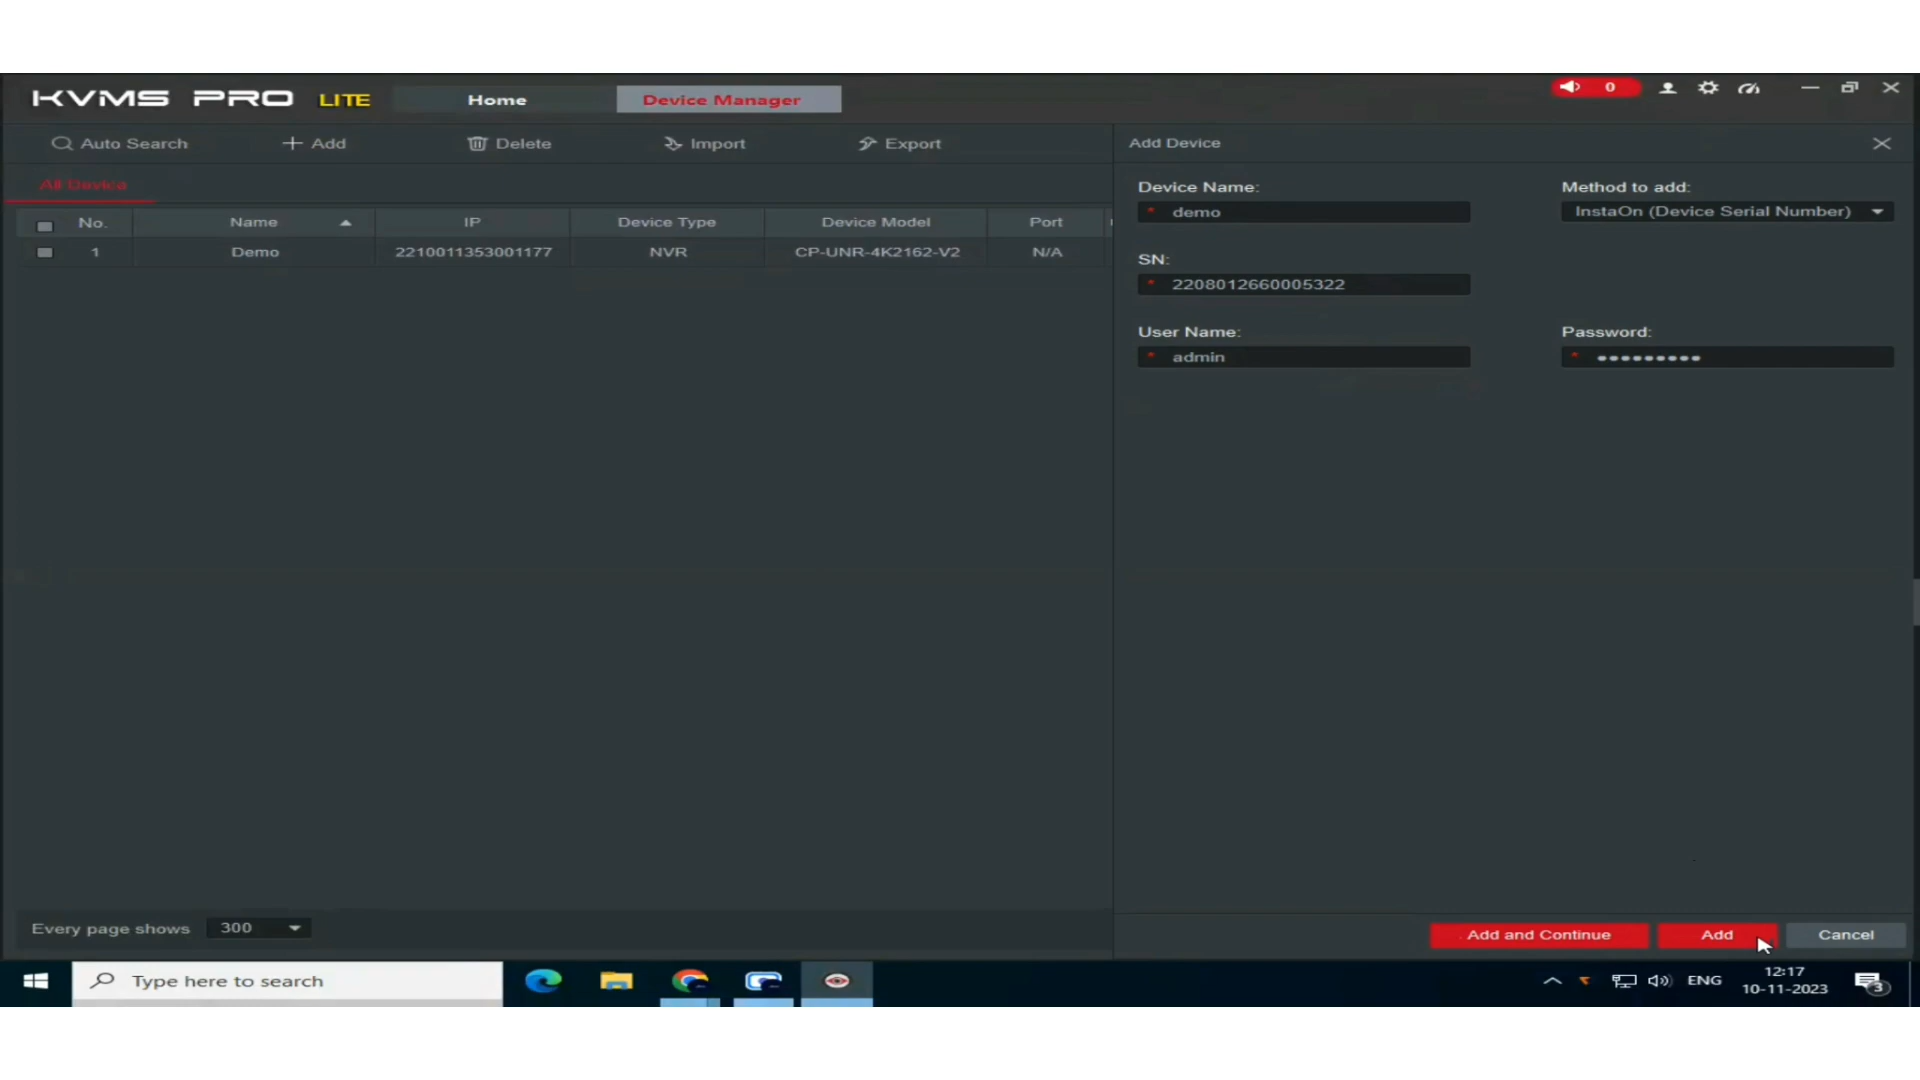 KVMS PRO LITE
Home
Device Manager
0
Auto Search
Add
Delete
Import
Export
Add Device
All Device
No.
Name
IP
Device Type
Device Model
Port
1
Demo
2210011353001177
NVR
CP-UNR-4K2162-V2
N/A
Device Name:
* demo
Method to add:
InstaOn (Device Serial Number)
SN:
* 2208012660005322
User Name:
* admin
Password:
* •••••••••
Every page shows 300
Add and Continue
Add
Cancel
Type here to search
ENG
12:17
10-11-2023
3